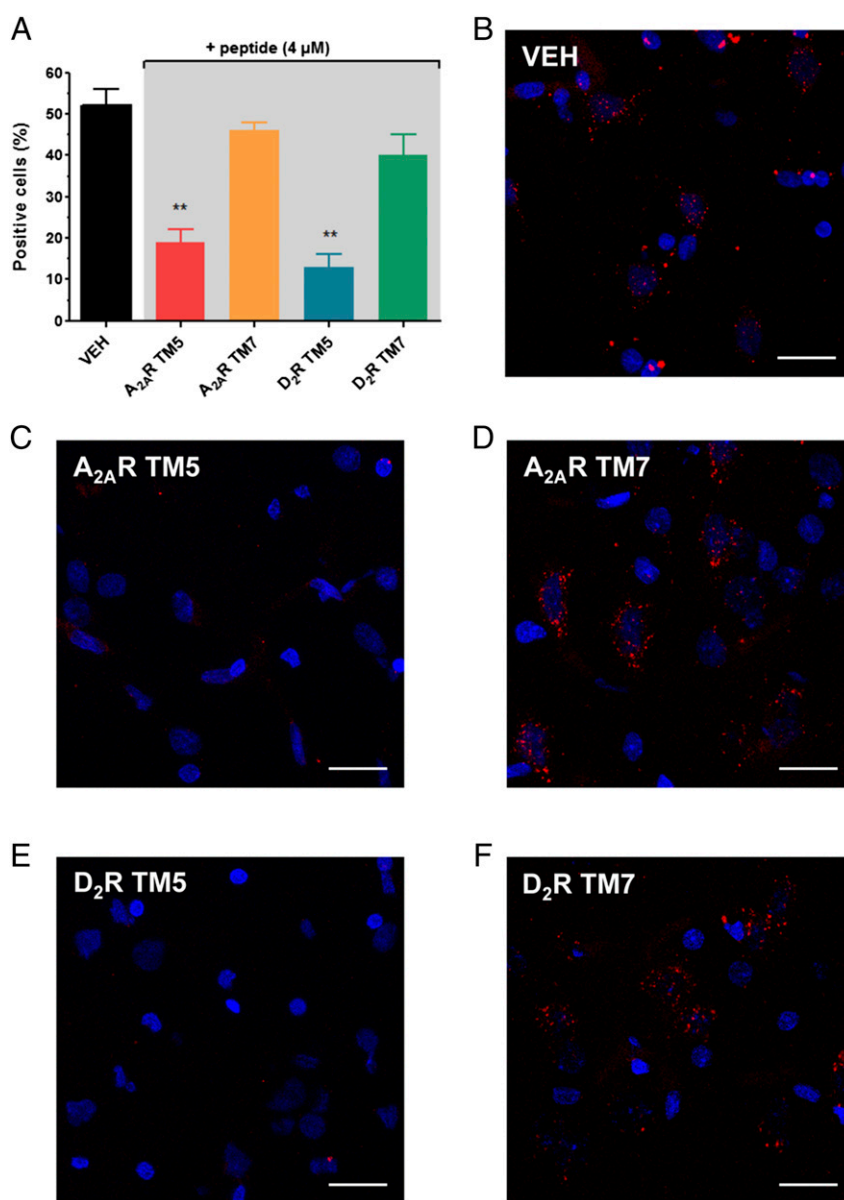 A
+ peptide (4 µM)
Positive cells (%)
60
50
40
30
20
10
0
**
**
VEH
A2AR TM5
A2AR TM7
D2R TM5
D2R TM7
B
VEH
C
A2AR TM5
D
A2AR TM7
E
D2R TM5
F
D2R TM7